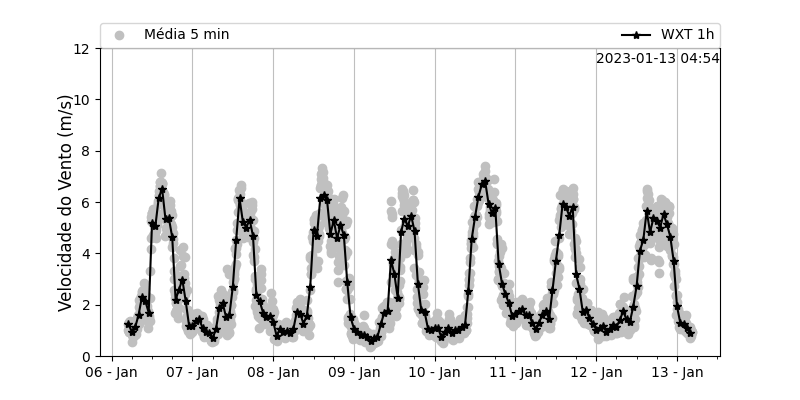 Média 5 min
WXT 1h
2023-01-13 04:54
Velocidade do Vento (m/s)
12
10
8
6
4
2
0
06 - Jan
07 - Jan
08 - Jan
09 - Jan
10 - Jan
11 - Jan
12 - Jan
13 - Jan